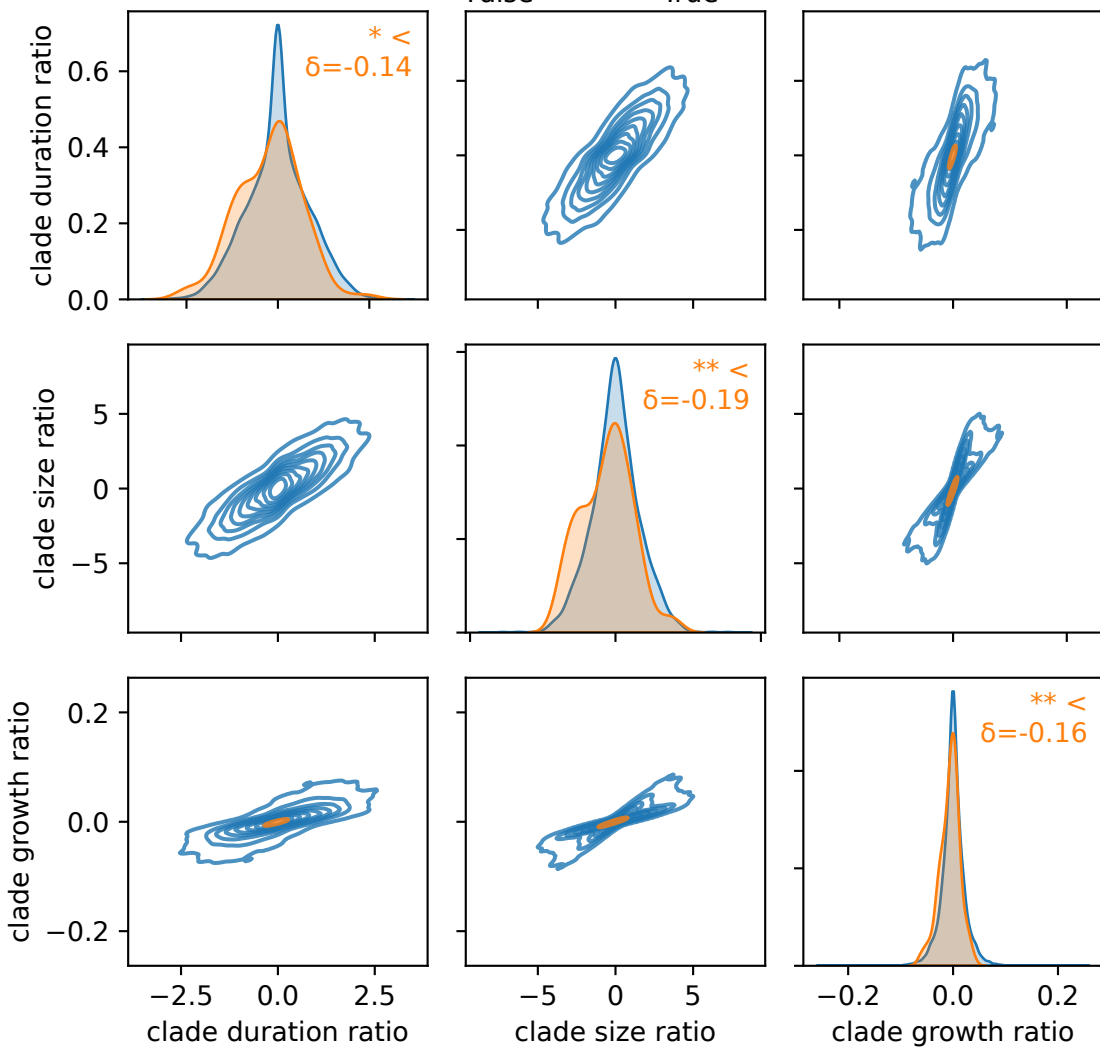 * <
δ=-0.14
clade duration ratio
0.6
0.4
0.2
0.0
** <
δ=-0.19
clade size ratio
5
0
−5
** <
δ=-0.16
clade growth ratio
0.2
0.0
−0.2
−2.5 0.0 2.5
−5 0 5
−0.2 0.0 0.2
clade duration ratio
clade size ratio
clade growth ratio